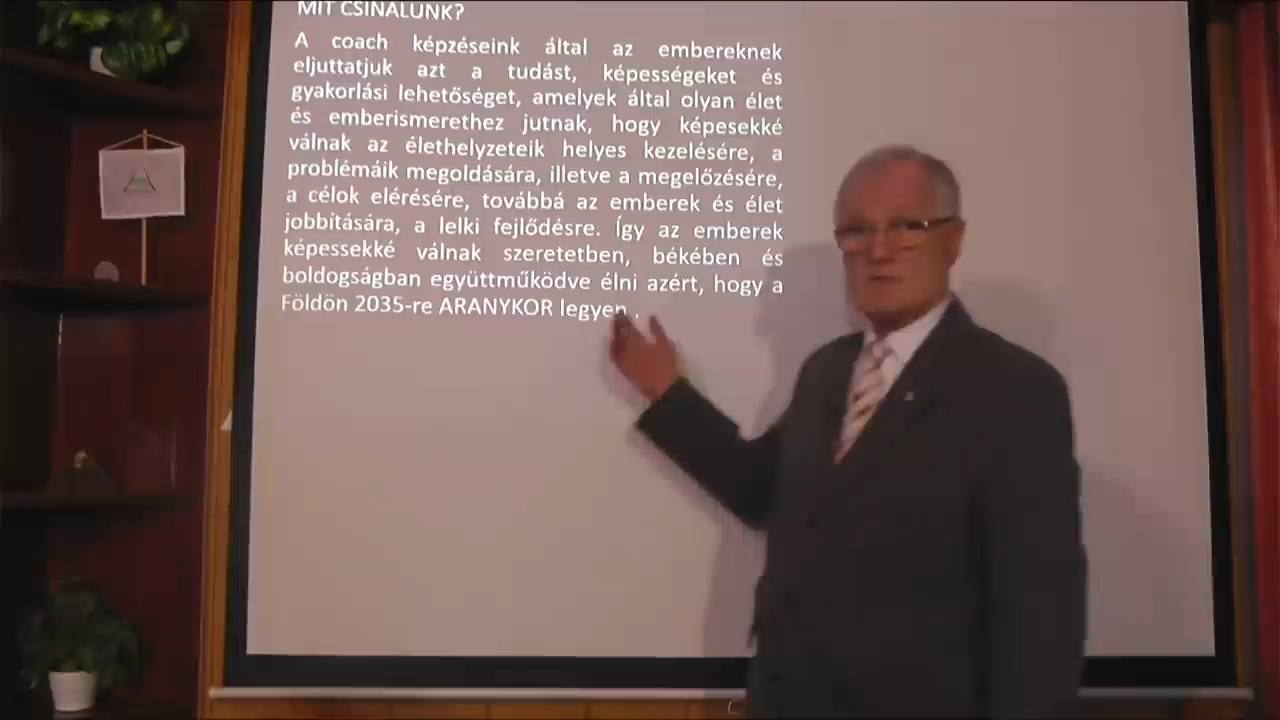 MIT CSINÁLUNK?
A coach képzéseink által az embereknek
eljuttatjuk azt a tudást, képességeket és
gyakorlási lehetőséget, amelyek által olyan élet
és emberismerethez jutnak, hogy képesekké
válnak az élethelyzeteik helyes kezelésére, a
problémáik megoldására, illetve a megelőzésére,
a célok elérésére, továbbá az emberek és élet
jobbítására, a lelki fejlődésre. Így az emberek
képessekké válnak szeretetben, békében és
boldogságban együttműködve élni azért, hogy a
Földön 2035-re ARANYKOR legyen .